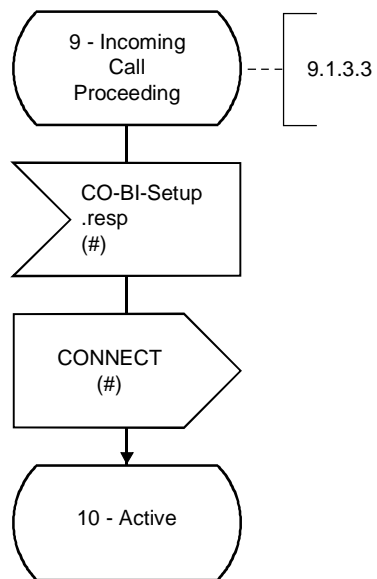 9 - Incoming
Call
Proceeding
9.1.3.3
CO-BI-Setup
.resp
(#)
CONNECT
(#)
10 - Active